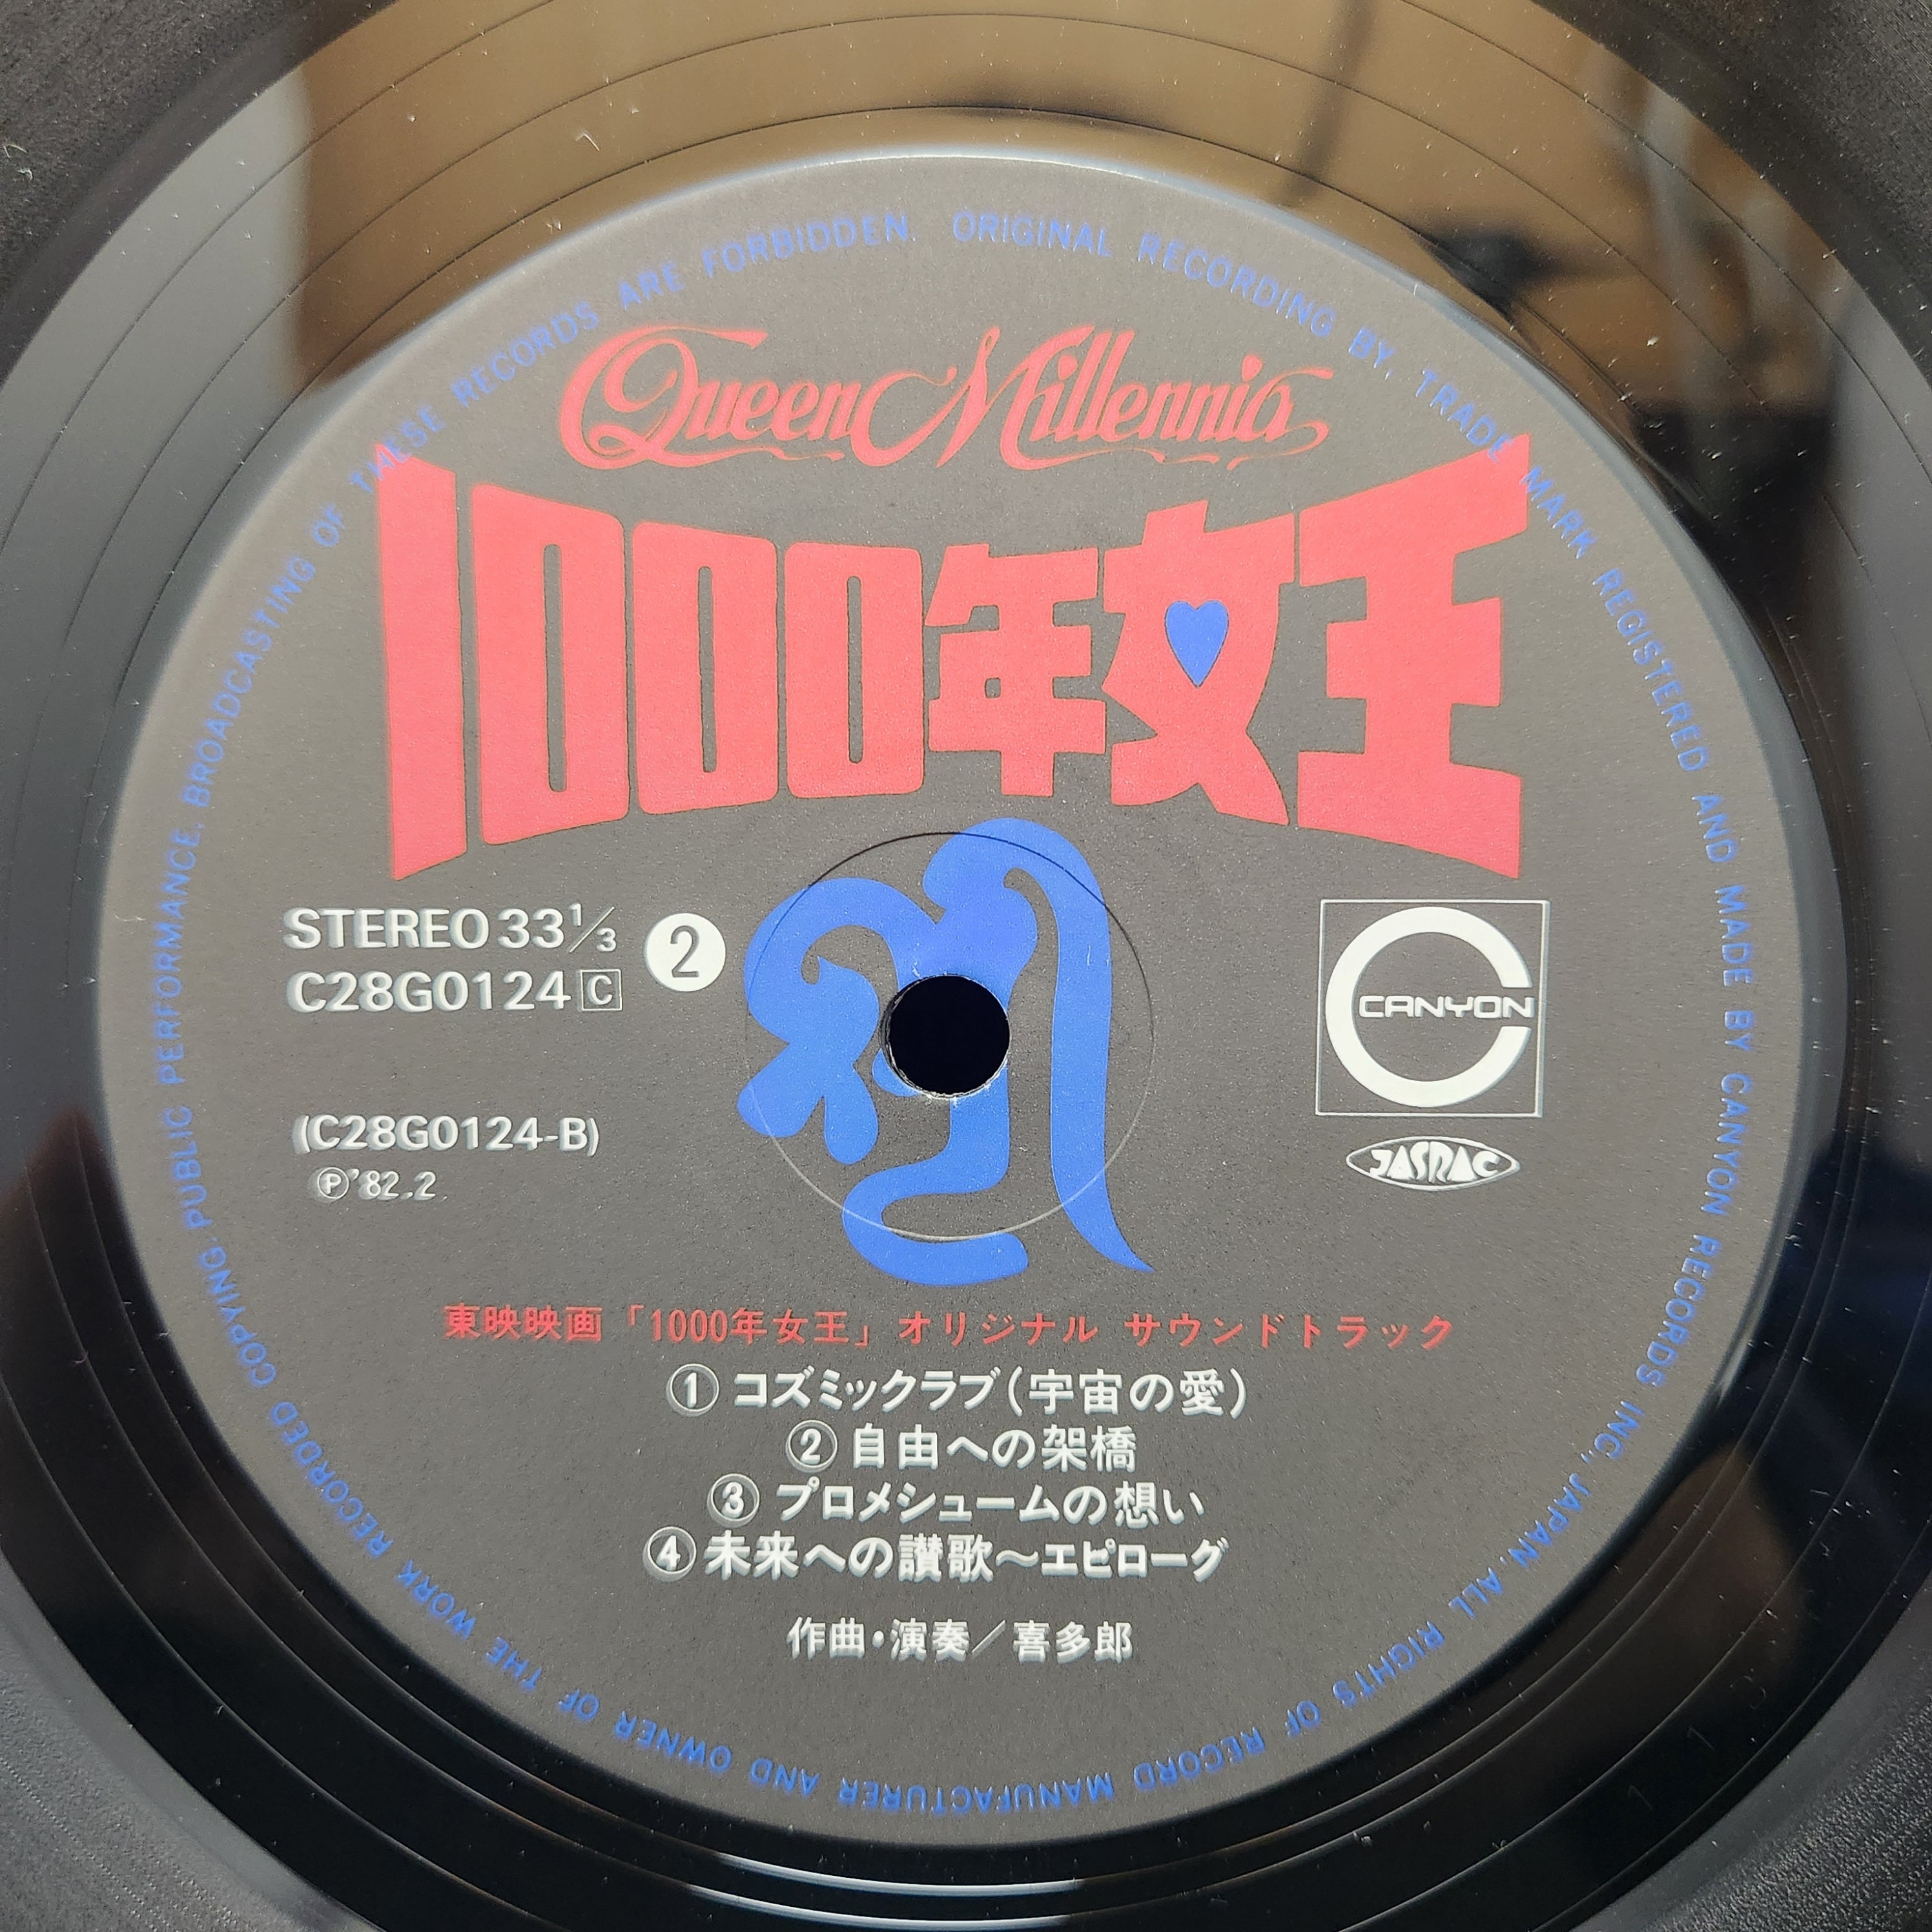 Queen Millennia
1000年女王
STEREO 33⅓
C28G0124 C
2
(C28G0124-B)
Ⓟ'82.2
CANYON
JASRAC
東映映画「1000年女王」オリジナル サウンドトラック
① コズミックラブ(宇宙の愛)
② 自由への架橋
③ プロメシュームの想い
④ 未来への讃歌〜エピローグ
作曲・演奏／喜多郎
ORIGINAL RECORDING BY, TRADE MARK REGISTERED AND MADE BY CANYON RECORDS INC., JAPAN. ALL RIGHTS OF RECORD MANUFACTURER AND OWNER OF THE WORK RECORDED COPYING, PUBLIC PERFORMANCE, BROADCASTING OF THESE RECORDS ARE FORBIDDEN.